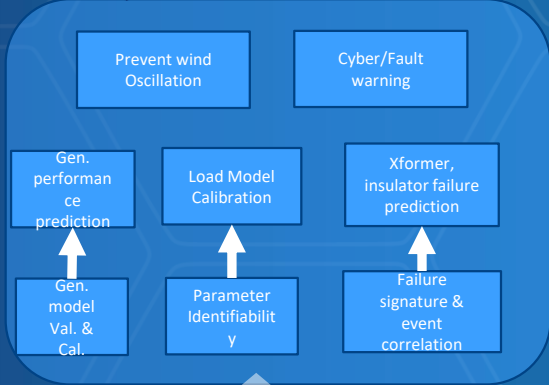 Prevent wind
Oscillation
Cyber/Fault
warning
Gen.
performan
ce
prediction
Load Model
Calibration
Xformer,
insulator failure
prediction
Gen.
model
Val. &
Cal.
Parameter
Identifiabilit
y
Failure
signature &
event
correlation